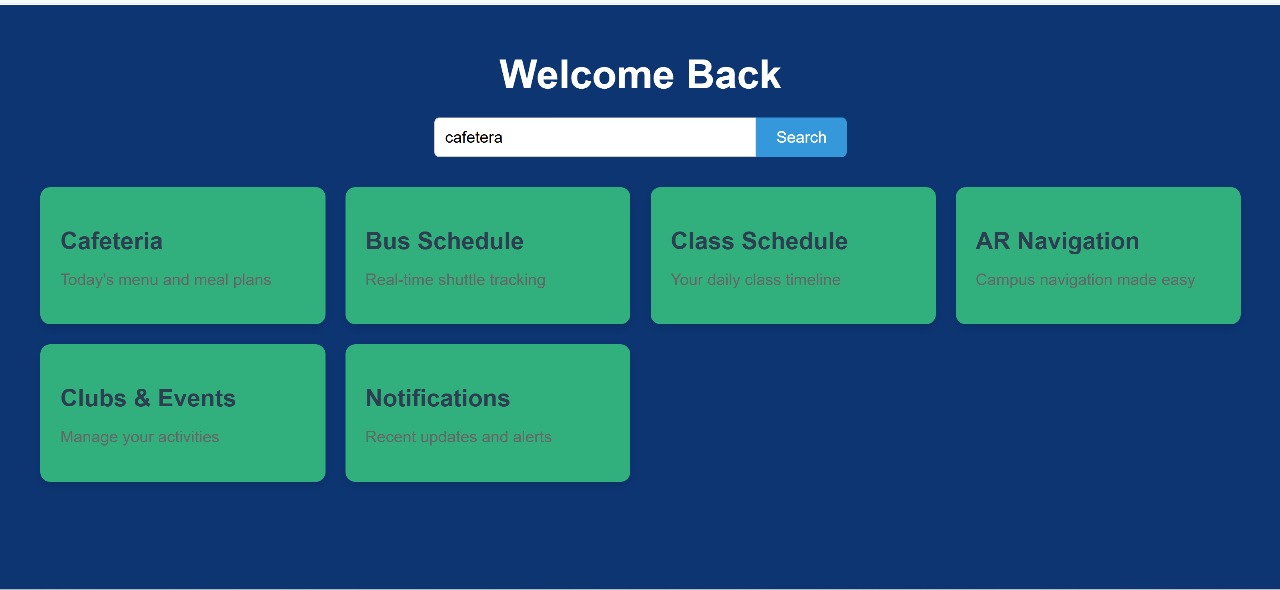 Welcome Back
cafetera
Search
Cafeteria
Today's menu and meal plans
Bus Schedule
Real-time shuttle tracking
Class Schedule
Your daily class timeline
AR Navigation
Campus navigation made easy
Clubs & Events
Manage your activities
Notifications
Recent updates and alerts